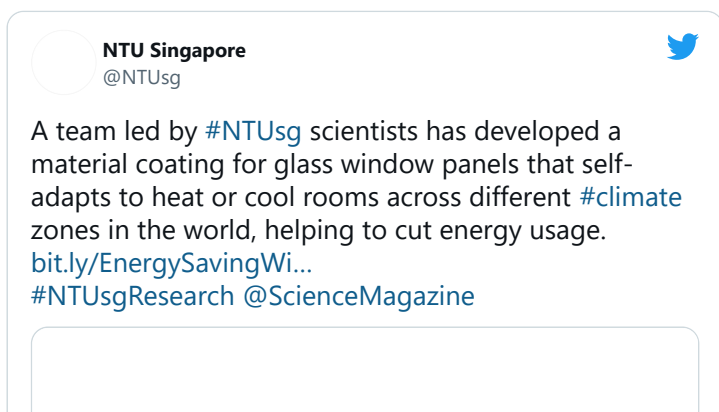 NTU Singapore
@NTUsg
A team led by #NTUsg scientists has developed a
material coating for glass window panels that self-
adapts to heat or cool rooms across different #climate
zones in the world, helping to cut energy usage.
bit.ly/EnergySavingWi…
#NTUsgResearch @ScienceMagazine